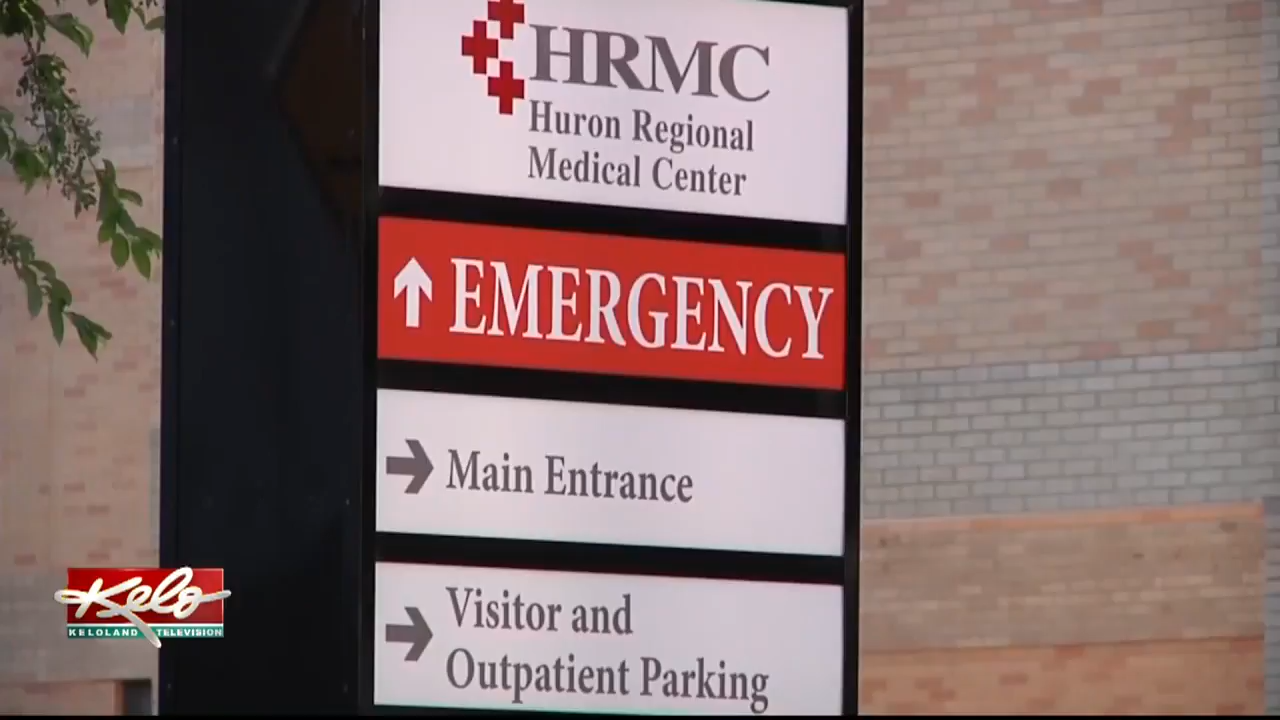 HRMC
Huron Regional
Medical Center
EMERGENCY
Main Entrance
Visitor and
Outpatient Parking
Kelo
KELOLAND TELEVISION